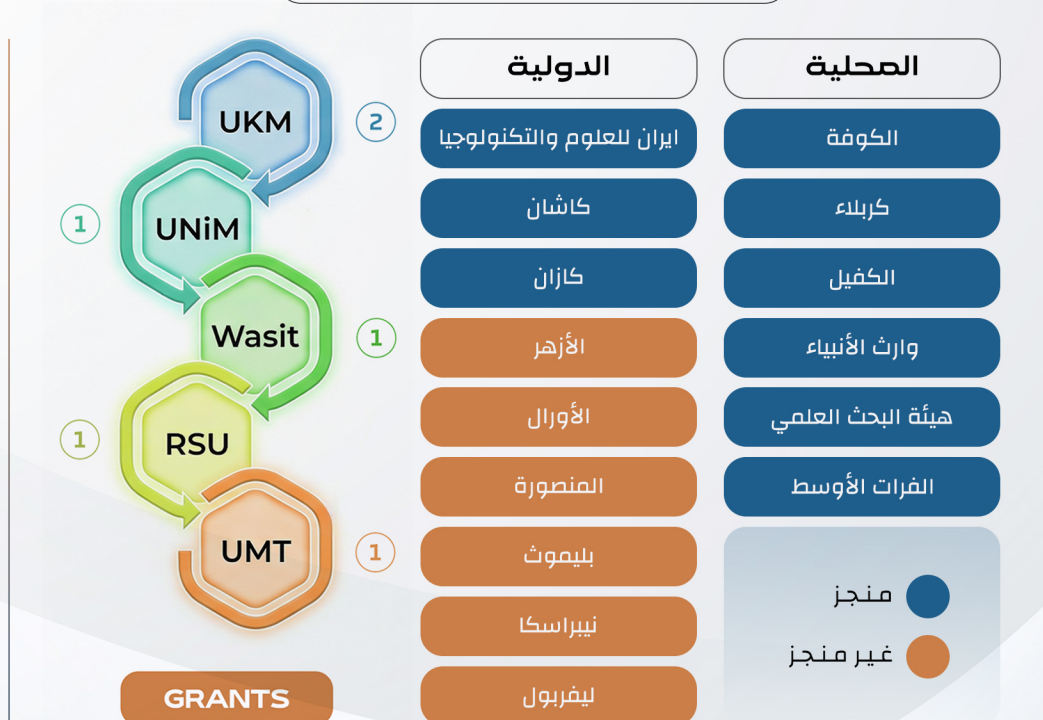 المحلية
الكوفة
كربلاء
الكفيل
وارث الأنبياء
هيئة البحث العلمي
الفرات الأوسط
منجز
غير منجز
الدولية
ايران للعلوم والتكنولوجيا
كاشان
كازان
الأزهر
الأورال
المنصورة
بليموث
نيبراسكا
ليفربول
UKM
2
UNiM
1
Wasit
1
RSU
1
UMT
1
GRANTS